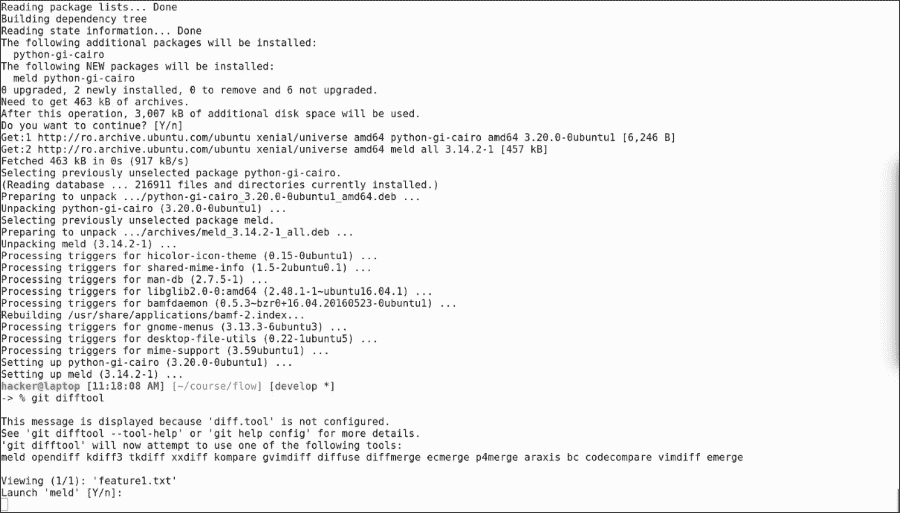 Reading package lists... Done
Building dependency tree
Reading state information... Done
The following additional packages will be installed:
  python-gi-cairo
The following NEW packages will be installed:
  meld python-gi-cairo
0 upgraded, 2 newly installed, 0 to remove and 6 not upgraded.
Need to get 463 kB of archives.
After this operation, 3,007 kB of additional disk space will be used.
Do you want to continue? [Y/n]
Get:1 http://ro.archive.ubuntu.com/ubuntu xenial/universe amd64 python-gi-cairo amd64 3.20.0-0ubuntu1 [6,246 B]
Get:2 http://ro.archive.ubuntu.com/ubuntu xenial/universe amd64 meld all 3.14.2-1 [457 kB]
Fetched 463 kB in 0s (917 kB/s)
Selecting previously unselected package python-gi-cairo.
(Reading database ... 216911 files and directories currently installed.)
Preparing to unpack .../python-gi-cairo_3.20.0-0ubuntu1_amd64.deb ...
Unpacking python-gi-cairo (3.20.0-0ubuntu1) ...
Selecting previously unselected package meld.
Preparing to unpack .../archives/meld_3.14.2-1_all.deb ...
Unpacking meld (3.14.2-1) ...
Processing triggers for hicolor-icon-theme (0.15-0ubuntu1) ...
Processing triggers for shared-mime-info (1.5-2ubuntu0.1) ...
Processing triggers for man-db (2.7.5-1) ...
Processing triggers for libglib2.0-0:amd64 (2.48.1-1~ubuntu16.04.1) ...
Processing triggers for bamfdaemon (0.5.3~bzr0+16.04.20160523-0ubuntu1) ...
Rebuilding /usr/share/applications/bamf-2.index...
Processing triggers for gnome-menus (3.13.3-6ubuntu3) ...
Processing triggers for desktop-file-utils (0.22-1ubuntu5) ...
Processing triggers for mime-support (3.59ubuntu1) ...
Setting up python-gi-cairo (3.20.0-0ubuntu1) ...
Setting up meld (3.14.2-1) ...
hacker@laptop [11:18:08 AM] [~/course/flow] [develop *]
-> % git difftool

This message is displayed because 'diff.tool' is not configured.
See 'git difftool --tool-help' or 'git help config' for more details.
'git difftool' will now attempt to use one of the following tools:
meld opendiff kdiff3 tkdiff xxdiff kompare gvimdiff diffuse diffmerge ecmerge p4merge araxis bc codecompare vimdiff emerge

Viewing (1/1): 'feature1.txt'
Launch 'meld' [Y/n]: